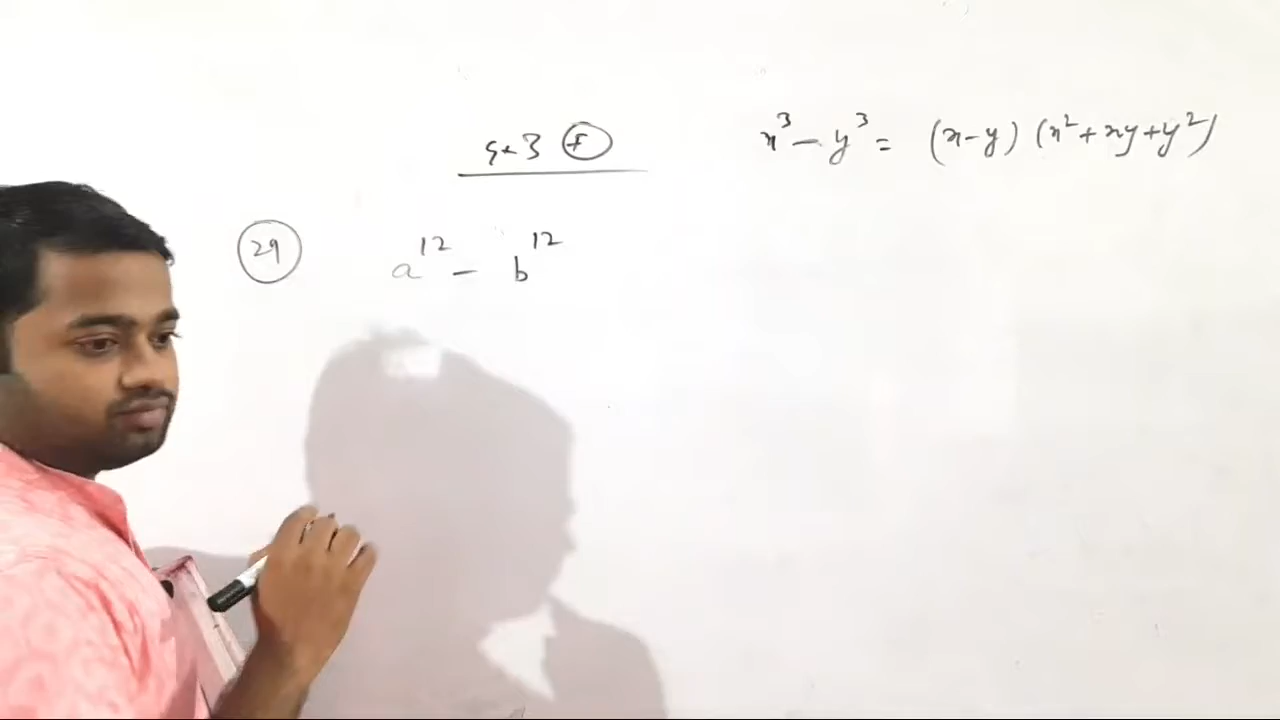 Ex 3 F
x³ - y³ = (x-y) (x²+xy+y²)
29
a¹² - b¹²